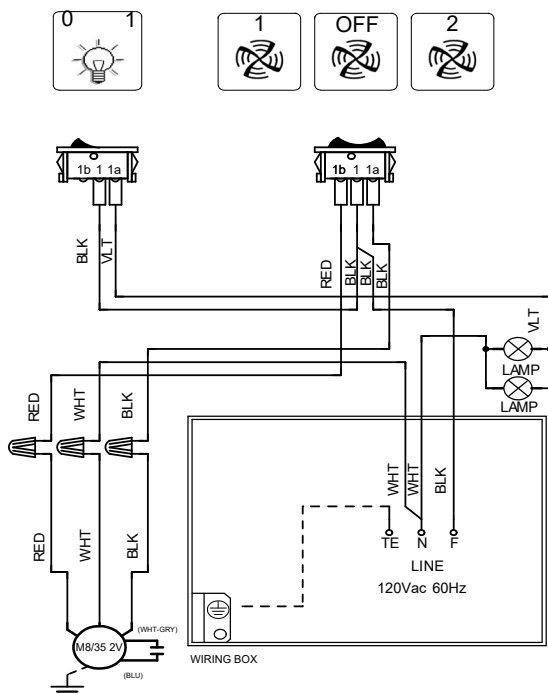 0 1
1
OFF
2
1b 1 1a
1b 1 1a
BLK
VLT
RED
BLK
BLK
BLK
VLT
LAMP
LAMP
RED
WHT
BLK
WHT
WHT
BLK
RED
WHT
BLK
TE
N
F
LINE
120Vac 60Hz
M8/35 2V
(WHT-GRY)
(BLU)
WIRING BOX